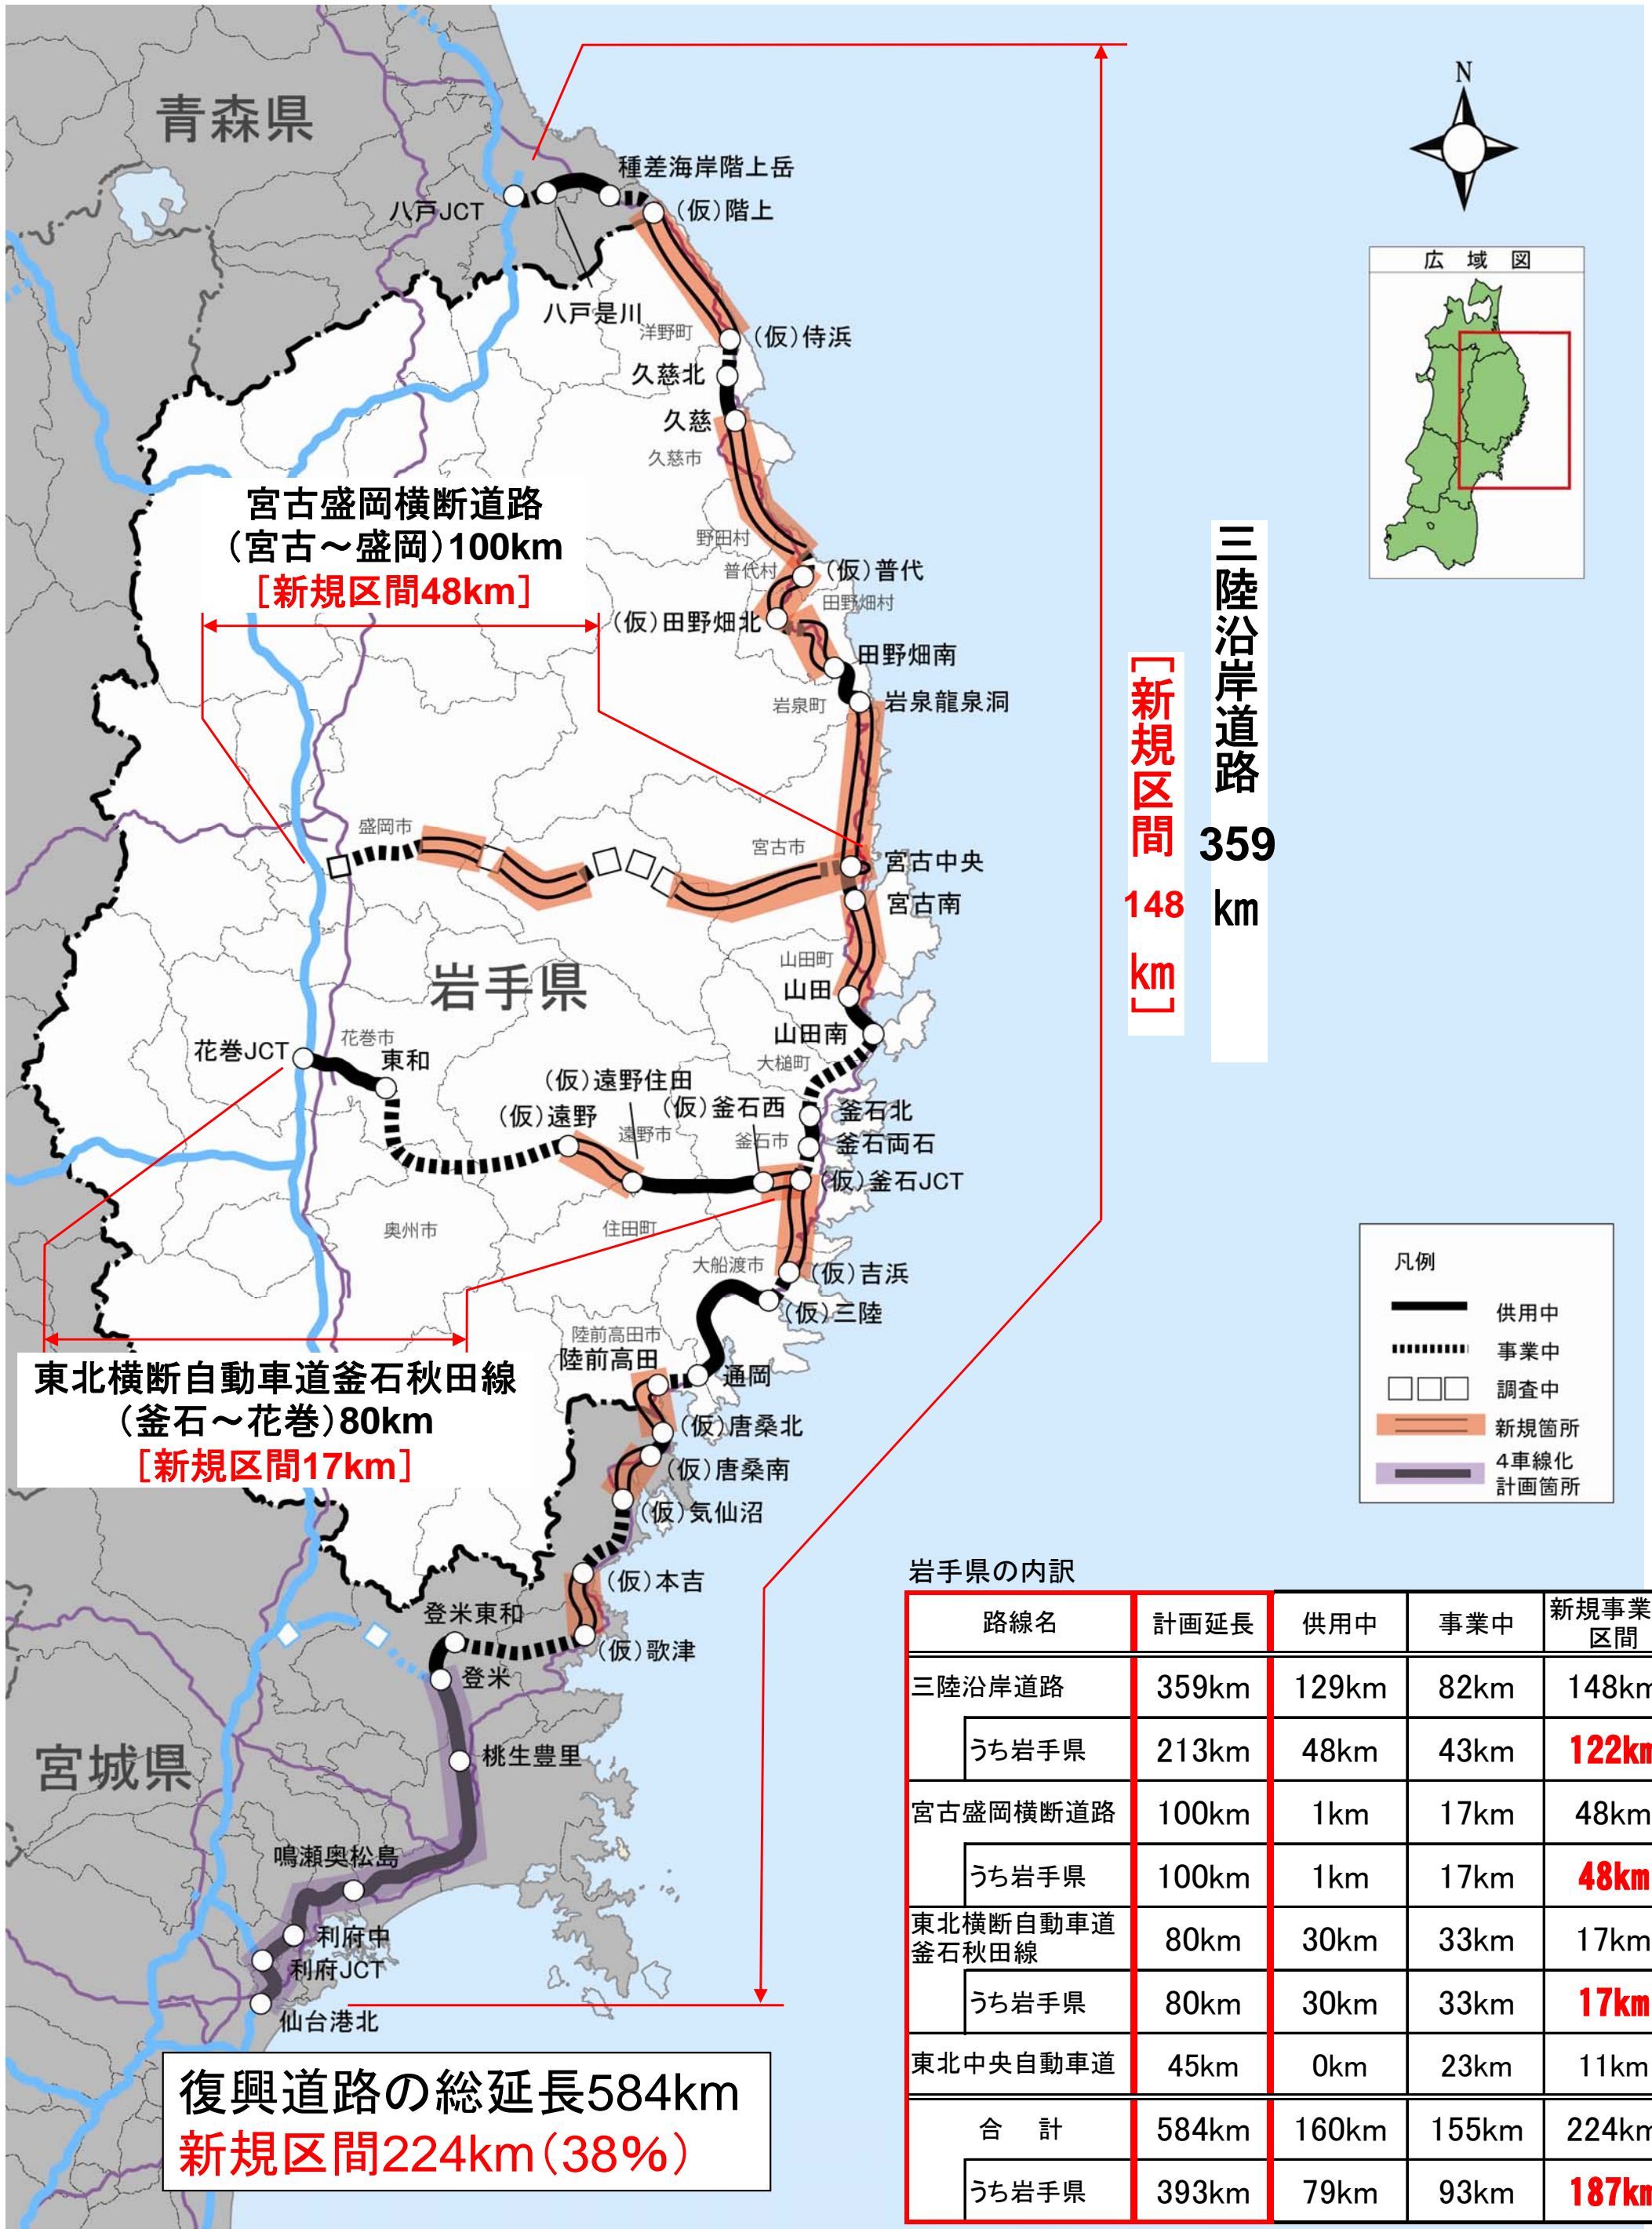 青森県
種差海岸階上岳
八戸JCT
(仮)階上
八戸是川
洋野町
(仮)侍浜
久慈北
久慈
久慈市
宮古盛岡横断道路
(宮古～盛岡)100km
[新規区間48km]
野田村
普代村
(仮)普代
田野畑村
(仮)田野畑北
田野畑南
岩泉町
岩泉龍泉洞
盛岡市
宮古市
宮古中央
宮古南
岩手県
山田町
山田
山田南
大槌町
花巻JCT
花巻市
東和
(仮)遠野住田
(仮)遠野
遠野市
(仮)釜石西
釜石市
釜石北
釜石両石
(仮)釜石JCT
奥州市
住田町
大船渡市
(仮)吉浜
(仮)三陸
陸前高田市
陸前高田
通岡
東北横断自動車道釜石秋田線
(釜石～花巻)80km
[新規区間17km]
(仮)唐桑北
(仮)唐桑南
(仮)気仙沼
(仮)本吉
登米東和
(仮)歌津
登米
宮城県
桃生豊里
鳴瀬奥松島
利府中
利府JCT
仙台港北
N
広域図
三陸沿岸道路 359 km
[新規区間 148 km]
凡例
供用中
事業中
調査中
新規箇所
4車線化
計画箇所
復興道路の総延長584km
新規区間224km(38%)
岩手県の内訳
路線名 計画延長 供用中 事業中 新規事業
区間
三陸沿岸道路 359km 129km 82km 148km
うち岩手県 213km 48km 43km 122km
宮古盛岡横断道路 100km 1km 17km 48km
うち岩手県 100km 1km 17km 48km
東北横断自動車道
釜石秋田線 80km 30km 33km 17km
うち岩手県 80km 30km 33km 17km
東北中央自動車道 45km 0km 23km 11km
合計 584km 160km 155km 224km
うち岩手県 393km 79km 93km 187km